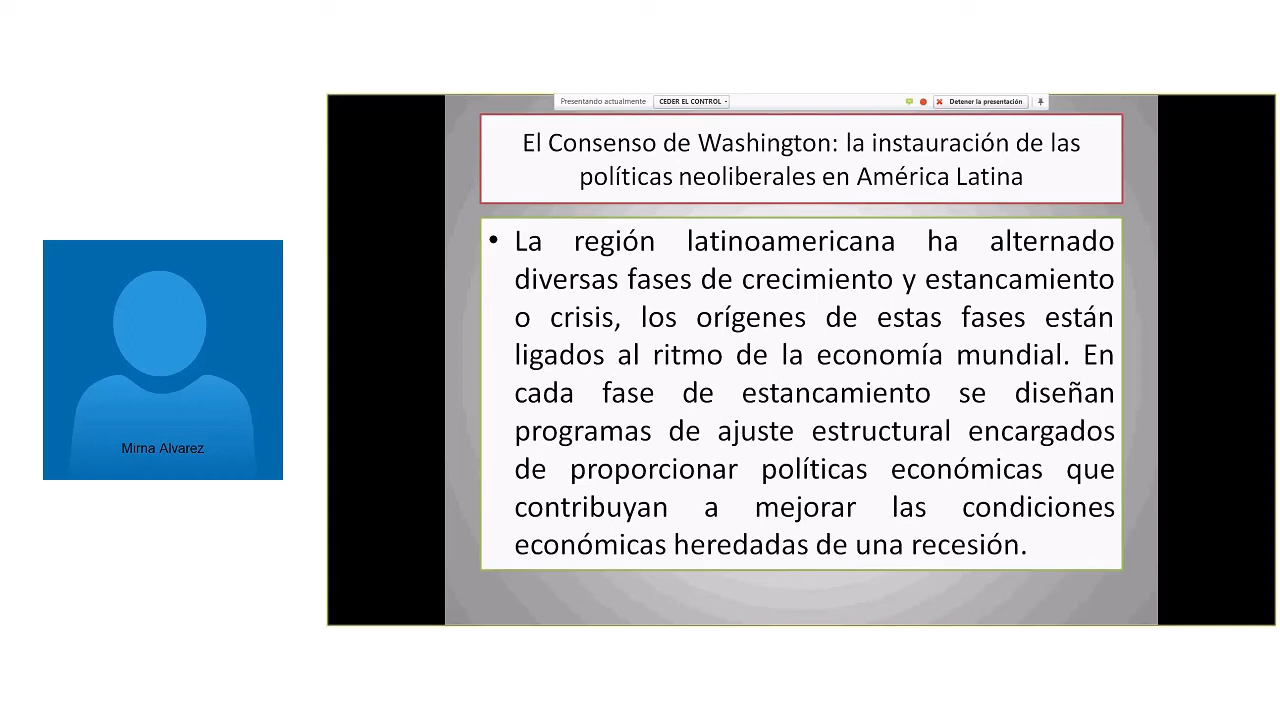 Presentando actualmente CEDER EL CONTROL Detener la presentación
El Consenso de Washington: la instauración de las
políticas neoliberales en América Latina
• La región latinoamericana ha alternado
diversas fases de crecimiento y estancamiento
o crisis, los orígenes de estas fases están
ligados al ritmo de la economía mundial. En
cada fase de estancamiento se diseñan
programas de ajuste estructural encargados
de proporcionar políticas económicas que
contribuyan a mejorar las condiciones
económicas heredadas de una recesión.
Mirna Alvarez